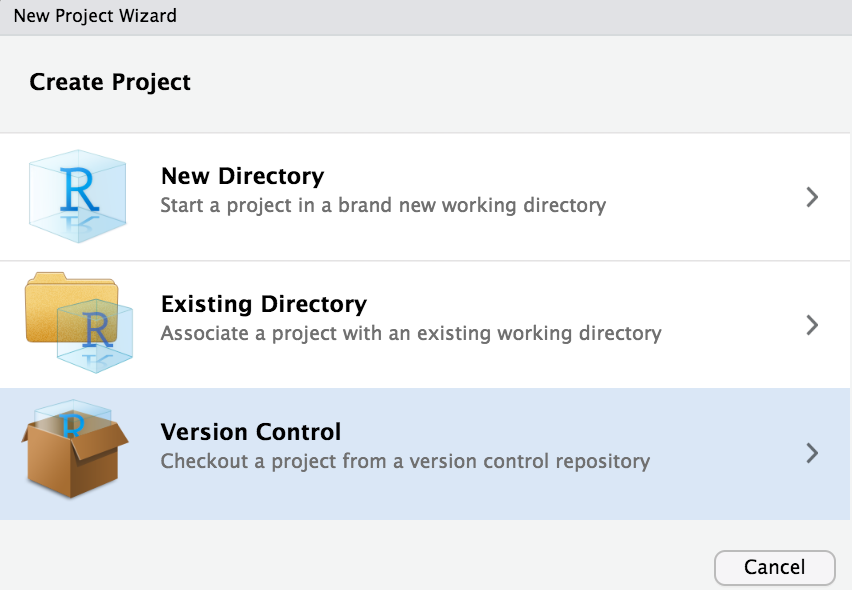 New Project Wizard
Create Project
R
New Directory
Start a project in a brand new working directory
R
Existing Directory
Associate a project with an existing working directory
R
Version Control
Checkout a project from a version control repository
Cancel